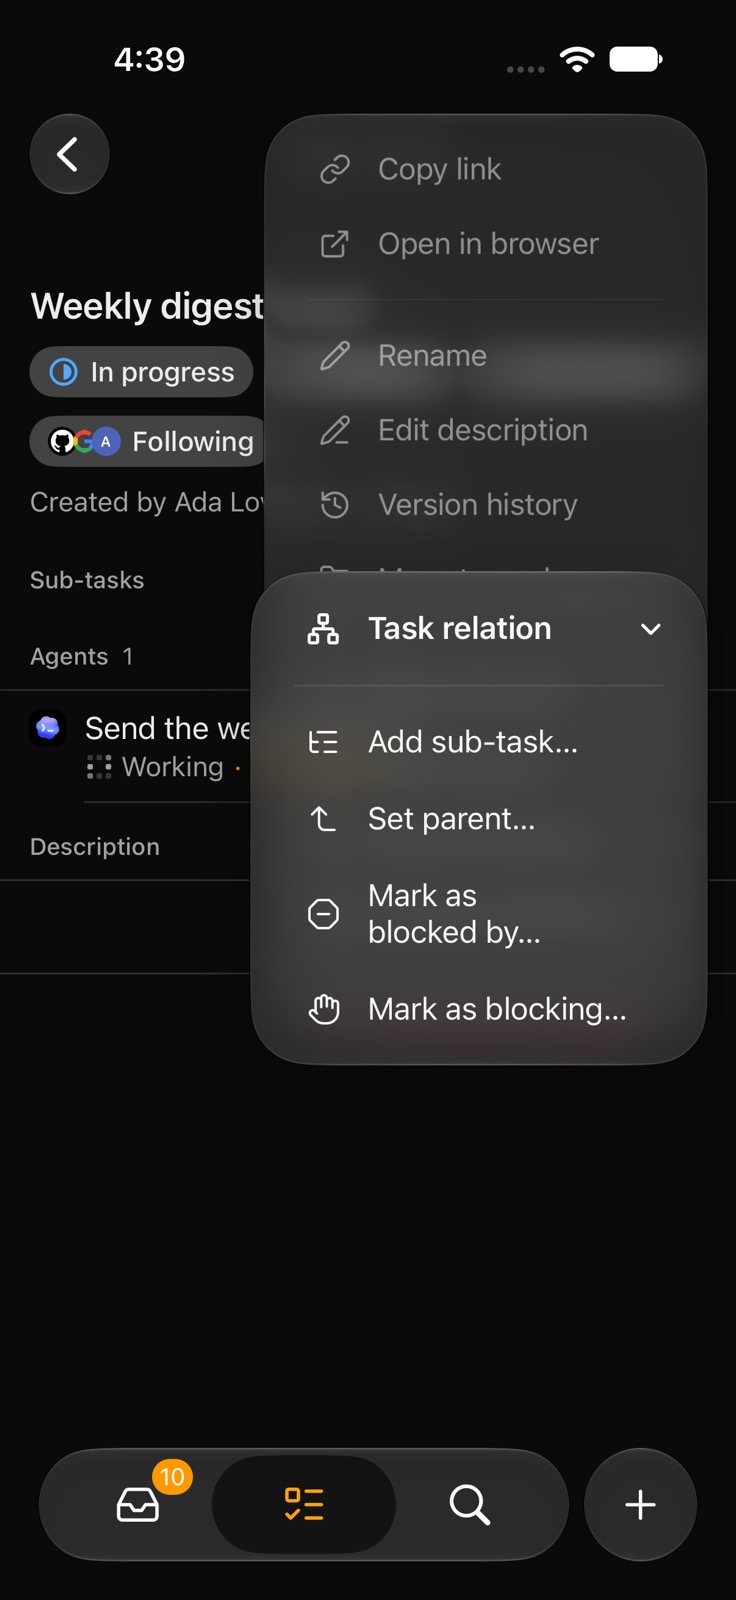 4:39
Copy link
Open in browser
Weekly digest
Rename
In progress
Edit description
A
Following
Created by Ada
Version history
Sub-tasks
Task relation
Agents 1
Send the
Add sub-task...
Working ·
Set parent...
Description
Mark as
blocked by...
Mark as blocking...
10